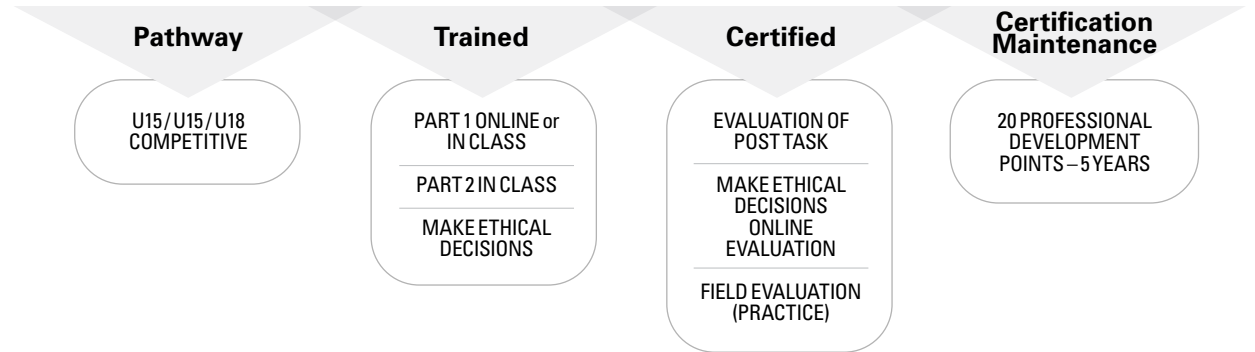 Pathway
U15/U15/U18
COMPETITIVE
Trained
PART 1 ONLINE or
IN CLASS
PART 2 IN CLASS
MAKE ETHICAL
DECISIONS
Certified
EVALUATION OF
POST TASK
MAKE ETHICAL
DECISIONS
ONLINE
EVALUATION
FIELD EVALUATION
(PRACTICE)
Certification
Maintenance
20 PROFESSIONAL
DEVELOPMENT
POINTS – 5 YEARS